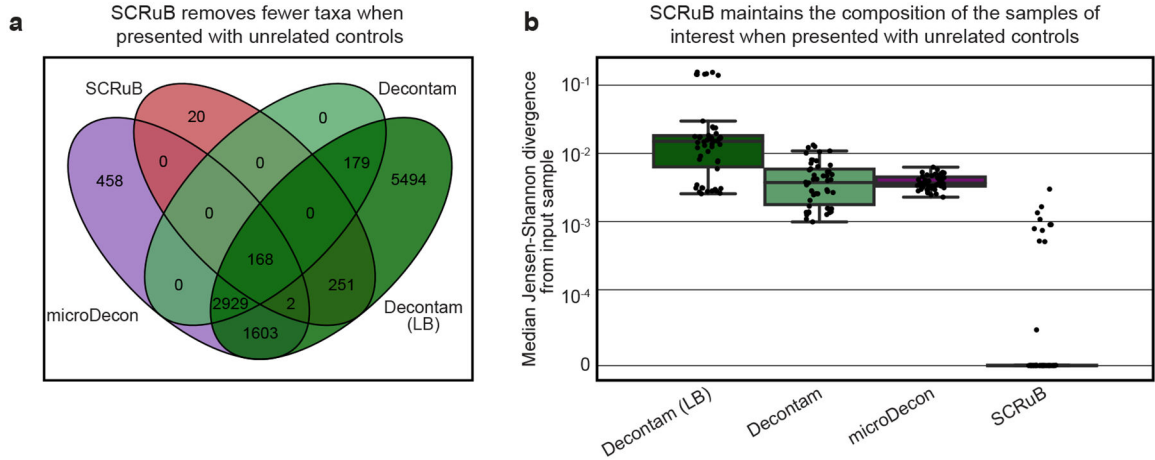 a
SCRuB removes fewer taxa when
presented with unrelated controls
SCRuB
Decontam
20
0
0
0
179
458
5494
0
0
168
0
251
2929
2
microDecon
Decontam
(LB)
1603
b
SCRuB maintains the composition of the samples of
interest when presented with unrelated controls
Median Jensen-Shannon divergence
from input sample
10-1
10-2
10-3
10-4
0
Decontam (LB)
Decontam
microDecon
SCRuB